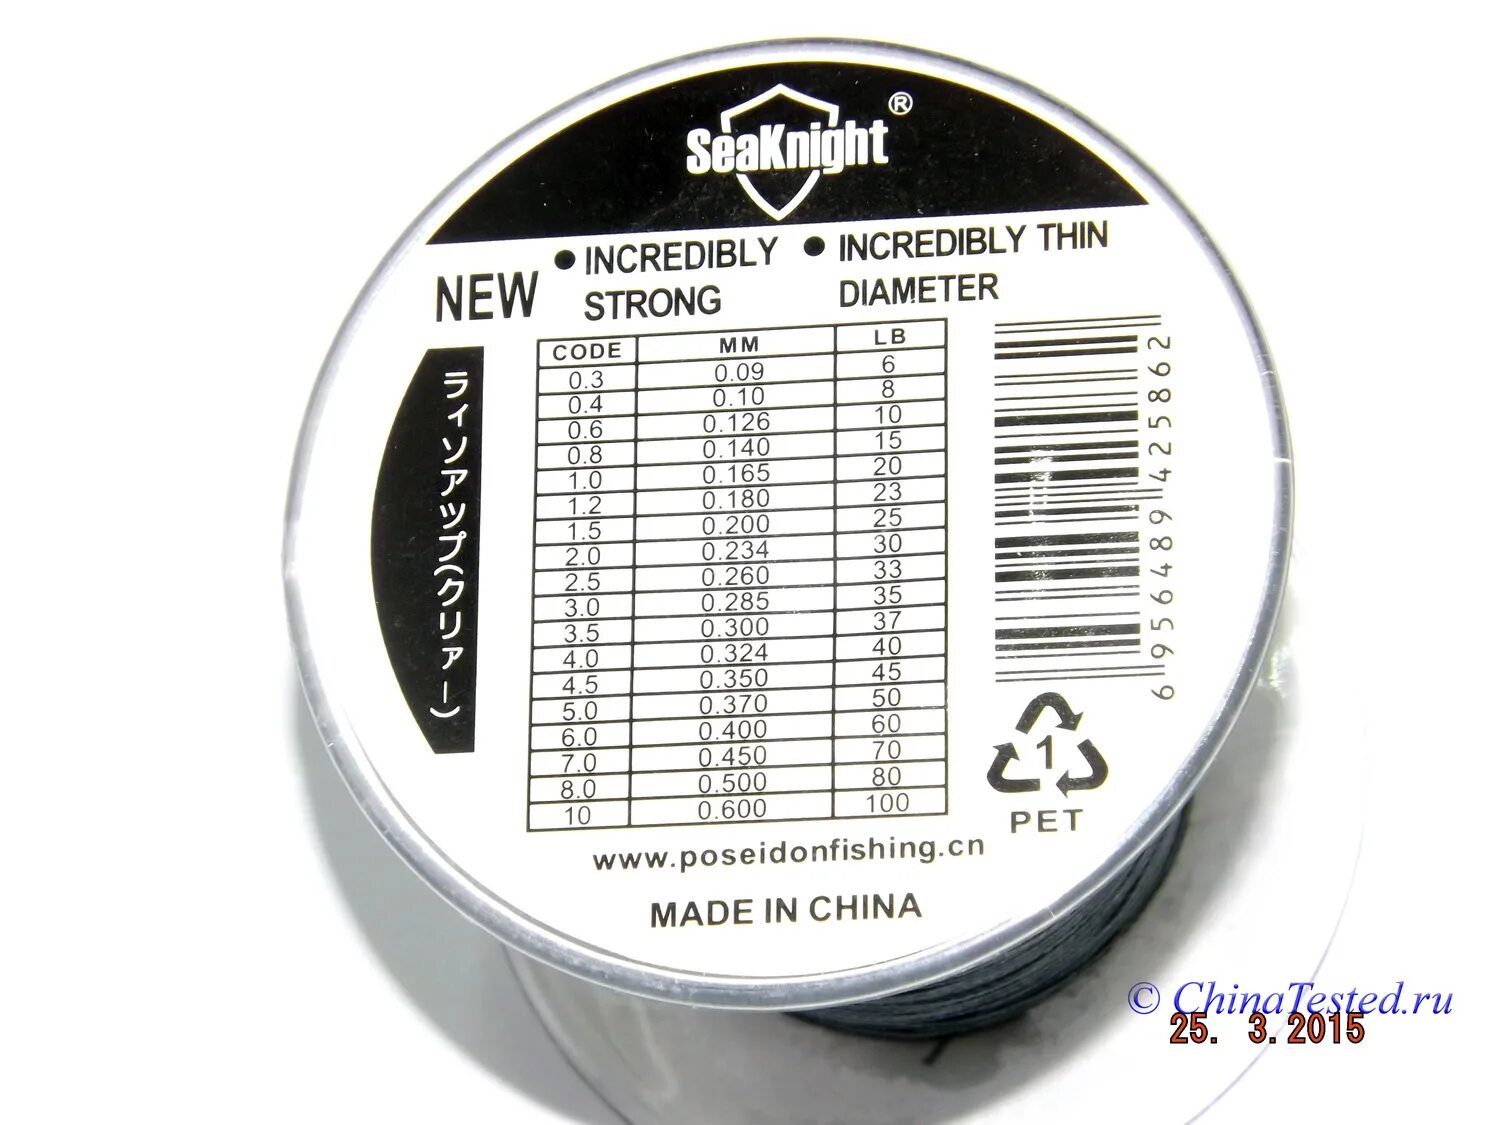 SeaKnight®
NEW
• INCREDIBLY STRONG
• INCREDIBLY THIN DIAMETER
ライソアップ(クリァー)
CODE MM LB
0.3 0.09 6
0.4 0.10 8
0.6 0.126 10
0.8 0.140 15
1.0 0.165 20
1.2 0.180 23
1.5 0.200 25
2.0 0.234 30
2.5 0.260 33
3.0 0.285 35
3.5 0.300 37
4.0 0.324 40
4.5 0.350 45
5.0 0.370 50
6.0 0.400 60
7.0 0.450 70
8.0 0.500 80
10 0.600 100
6 956489 425862
1
PET
www.poseidonfishing.cn
MADE IN CHINA
© ChinaTested.ru
25. 3.2015